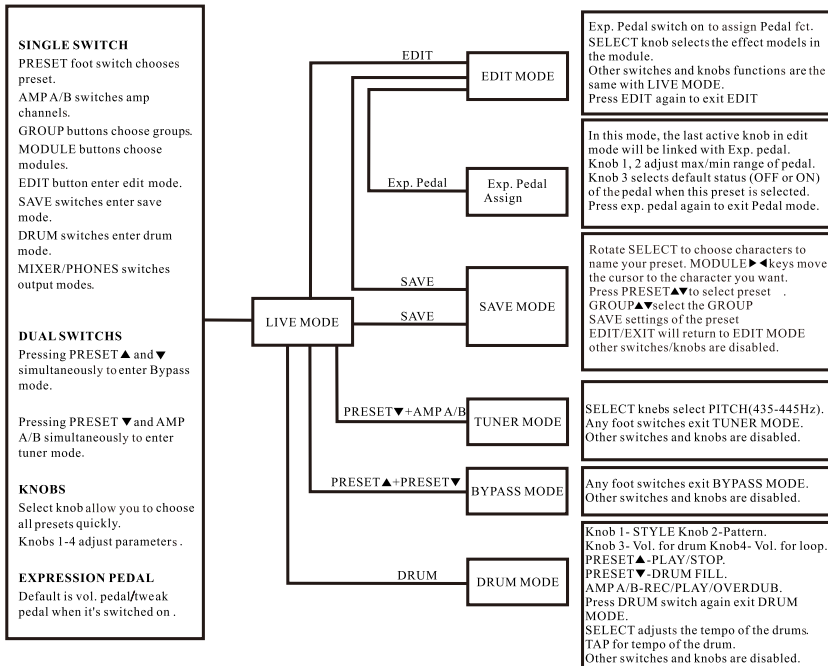 SINGLE SWITCH
PRESET foot switch chooses
preset.
AMP A/B switches amp
channels.
GROUP buttons choose groups.
MODULE buttons choose
modules.
EDIT button enter edit mode.
SAVE switches enter save
mode.
DRUM switches enter drum
mode.
MIXER/PHONES switches
output modes.
DUAL SWITCHS
Pressing PRESET▲ and▼
simultaneously to enter Bypass
mode.
Pressing PRESET ▼and AMP
A/B simultaneously to enter
tuner mode.
KNOBS
Select knob allow you to choose
all presets quickly.
Knobs 1-4 adjust parameters .
EXPRESSION PEDAL
Default is vol. pedal/tweak
pedal when it's switched on .
LIVE MODE
EDIT
EDIT MODE
Exp. Pedal switch on to assign Pedal fct.
SELECT knob selects the effect models in
the module.
Other switches and knobs functions are the
same with LIVE MODE.
Press EDIT again to exit EDIT
Exp. Pedal
Exp. Pedal
Assign
In this mode, the last active knob in edit
mode will be linked with Exp. pedal.
Knob 1, 2 adjust max/min range of pedal.
Knob 3 selects default status (OFF or ON)
of the pedal when this preset is selected.
Press exp. pedal again to exit Pedal mode.
SAVE
SAVE
SAVE MODE
Rotate SELECT to choose characters to
name your preset. MODULE▶◀keys move
the cursor to the character you want.
Press PRESET▲▼to select preset .
GROUP▲▼select the GROUP
SAVE settings of the preset
EDIT/EXIT will return to EDIT MODE
other switches/knobs are disabled.
PRESET▼+AMP A/B
TUNER MODE
SELECT knebs select PITCH(435-445Hz).
Any foot switches exit TUNER MODE.
Other switches and knobs are disabled.
PRESET▲+PRESET▼
BYPASS MODE
Any foot switches exit BYPASS MODE.
Other switches and knobs are disabled.
DRUM
DRUM MODE
Knob 1- STYLE Knob 2-Pattern.
Knob 3- Vol. for drum Knob4- Vol. for loop.
PRESET▲-PLAY/STOP.
PRESET▼-DRUM FILL.
AMP A/B-REC/PLAY/OVERDUB.
Press DRUM switch again exit DRUM
MODE.
SELECT adjusts the tempo of the drums.
TAP for tempo of the drum.
Other switches and knobs are disabled.